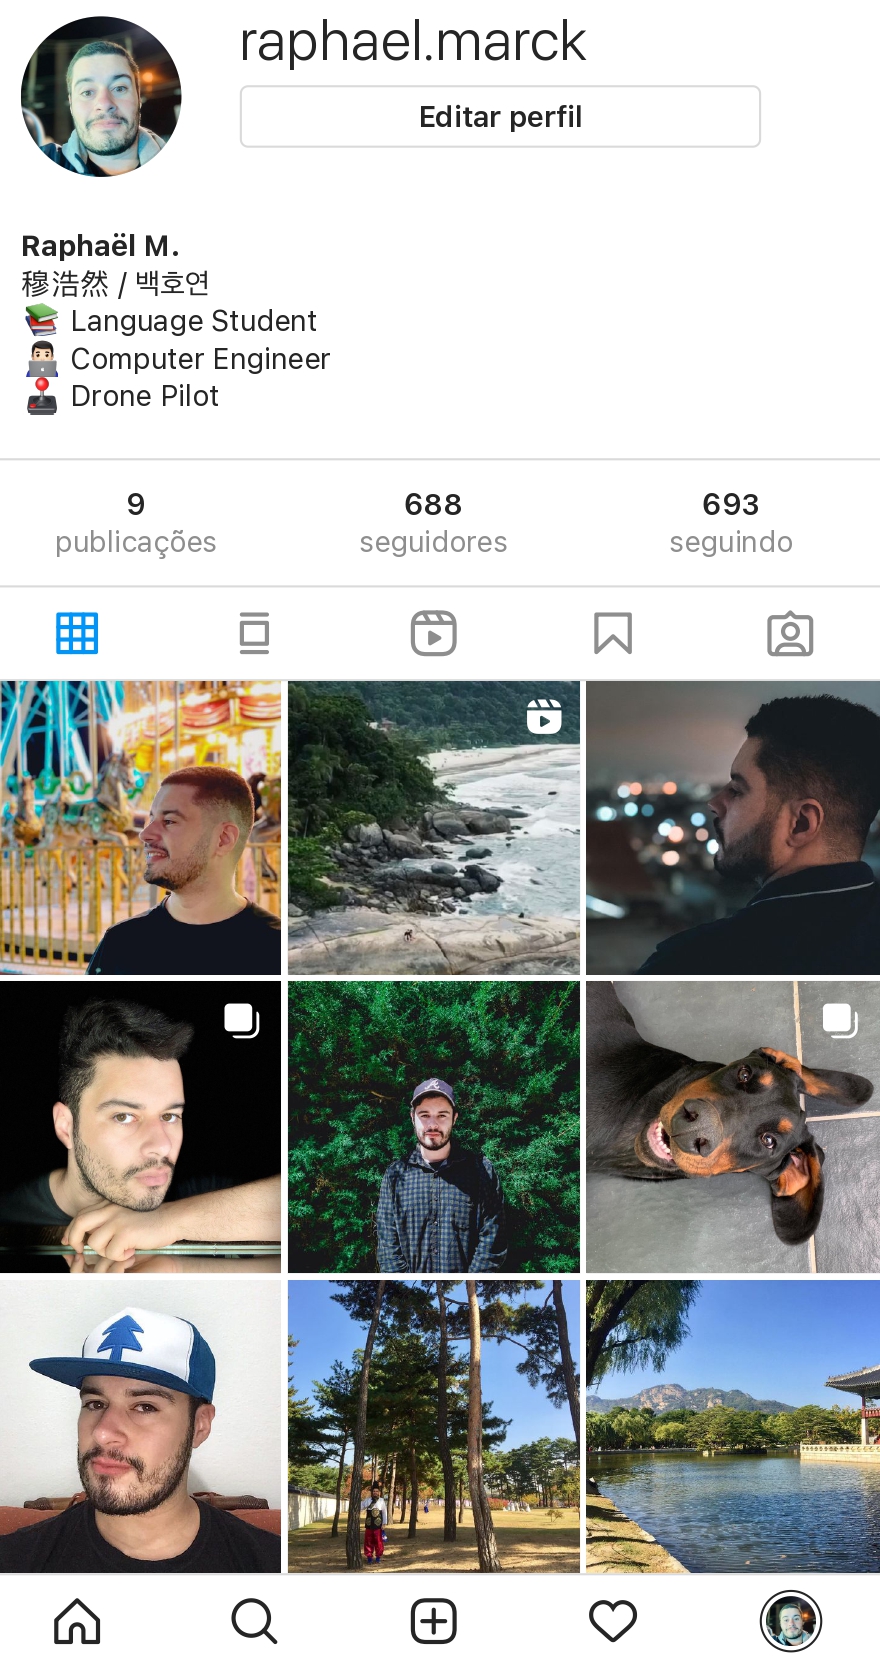 raphael.marck
Editar perfil
Raphaël M.
穆浩然 / 백호연
Language Student
Computer Engineer
Drone Pilot
9 688 693
publicações seguidores seguindo